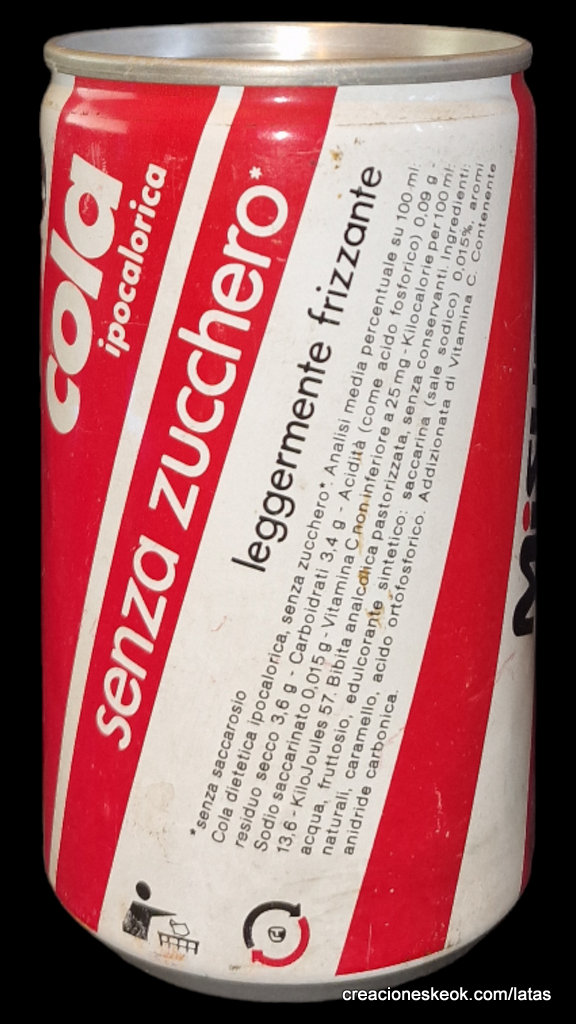 cola
ipocalorica
senza zucchero*
leggermente frizzante
*senza saccarosio
Cola dietetica ipocalorica, senza zucchero*. Analisi media percentuale su 100 ml:
residuo secco 3,6 g - Carboidrati 3,4 g - Acidità (come acido fosforico) 0,09 g -
Sodio saccarinato 0,015 g - Vitamina C non inferiore a 25 mg - Kilocalorie per 100 ml:
13,6 - KiloJoules 57. Bibita analcolica pastorizzata, senza conservanti. Ingredienti:
acqua, fruttosio, edulcorante sintetico: saccarina (sale sodico) 0,015%, aromi
naturali, caramello, acido ortofosforico. Addizionata di Vitamina C. Contenente
anidride carbonica.
creacioneskeok.com/latas